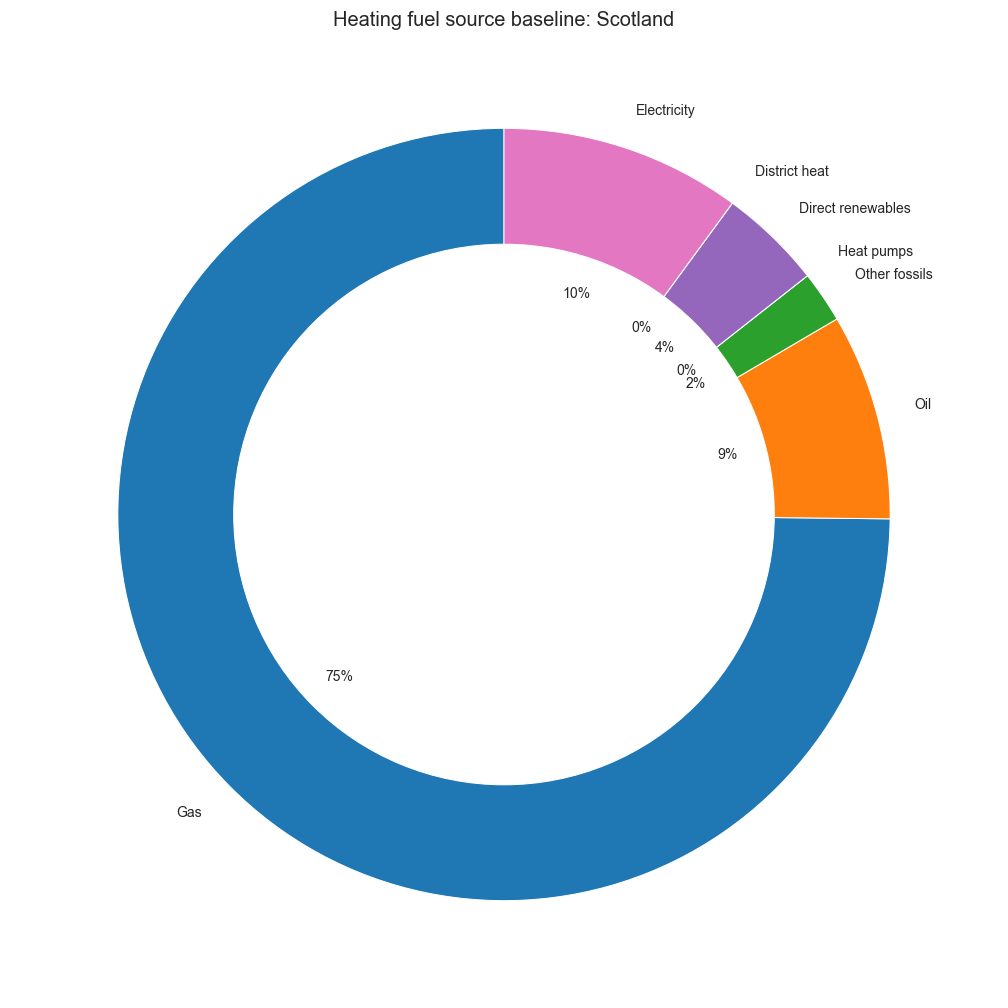 Heating fuel source baseline: Scotland
Electricity
District heat
Direct renewables
Heat pumps
Other fossils
10%
0%
4%
0%
2%
Oil
9%
75%
Gas